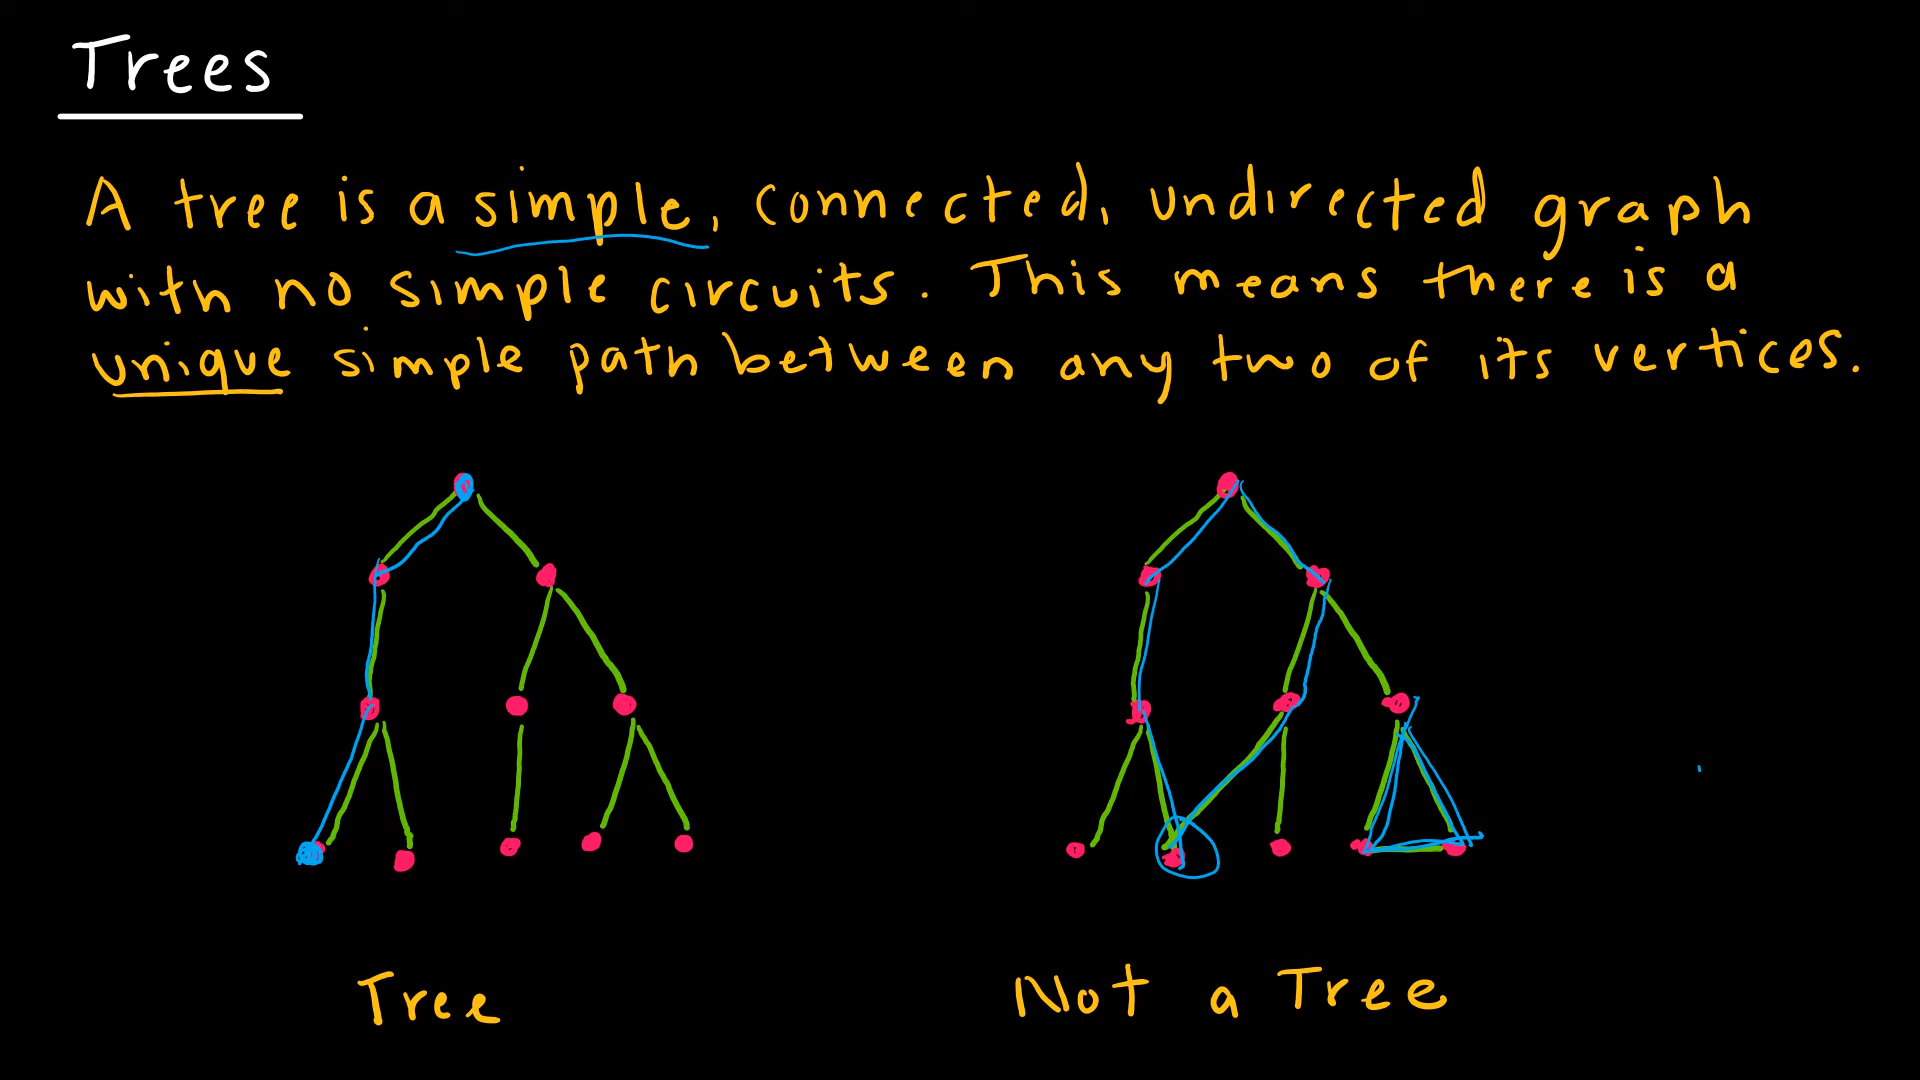 Trees
A tree is a simple, connected, undirected graph
with no simple circuits. This means there is a
unique simple path between any two of its vertices.
Tree
Not a Tree